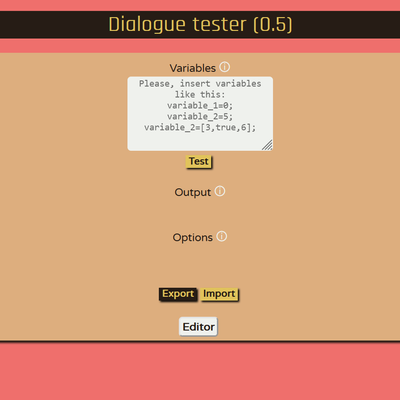 Dialogue tester (0.5)
Variables
Please, insert variables
like this:
variable_1=0;
variable_2=5;
variable_2=[3,true,6];
Test
Output
Options
Export Import
Editor